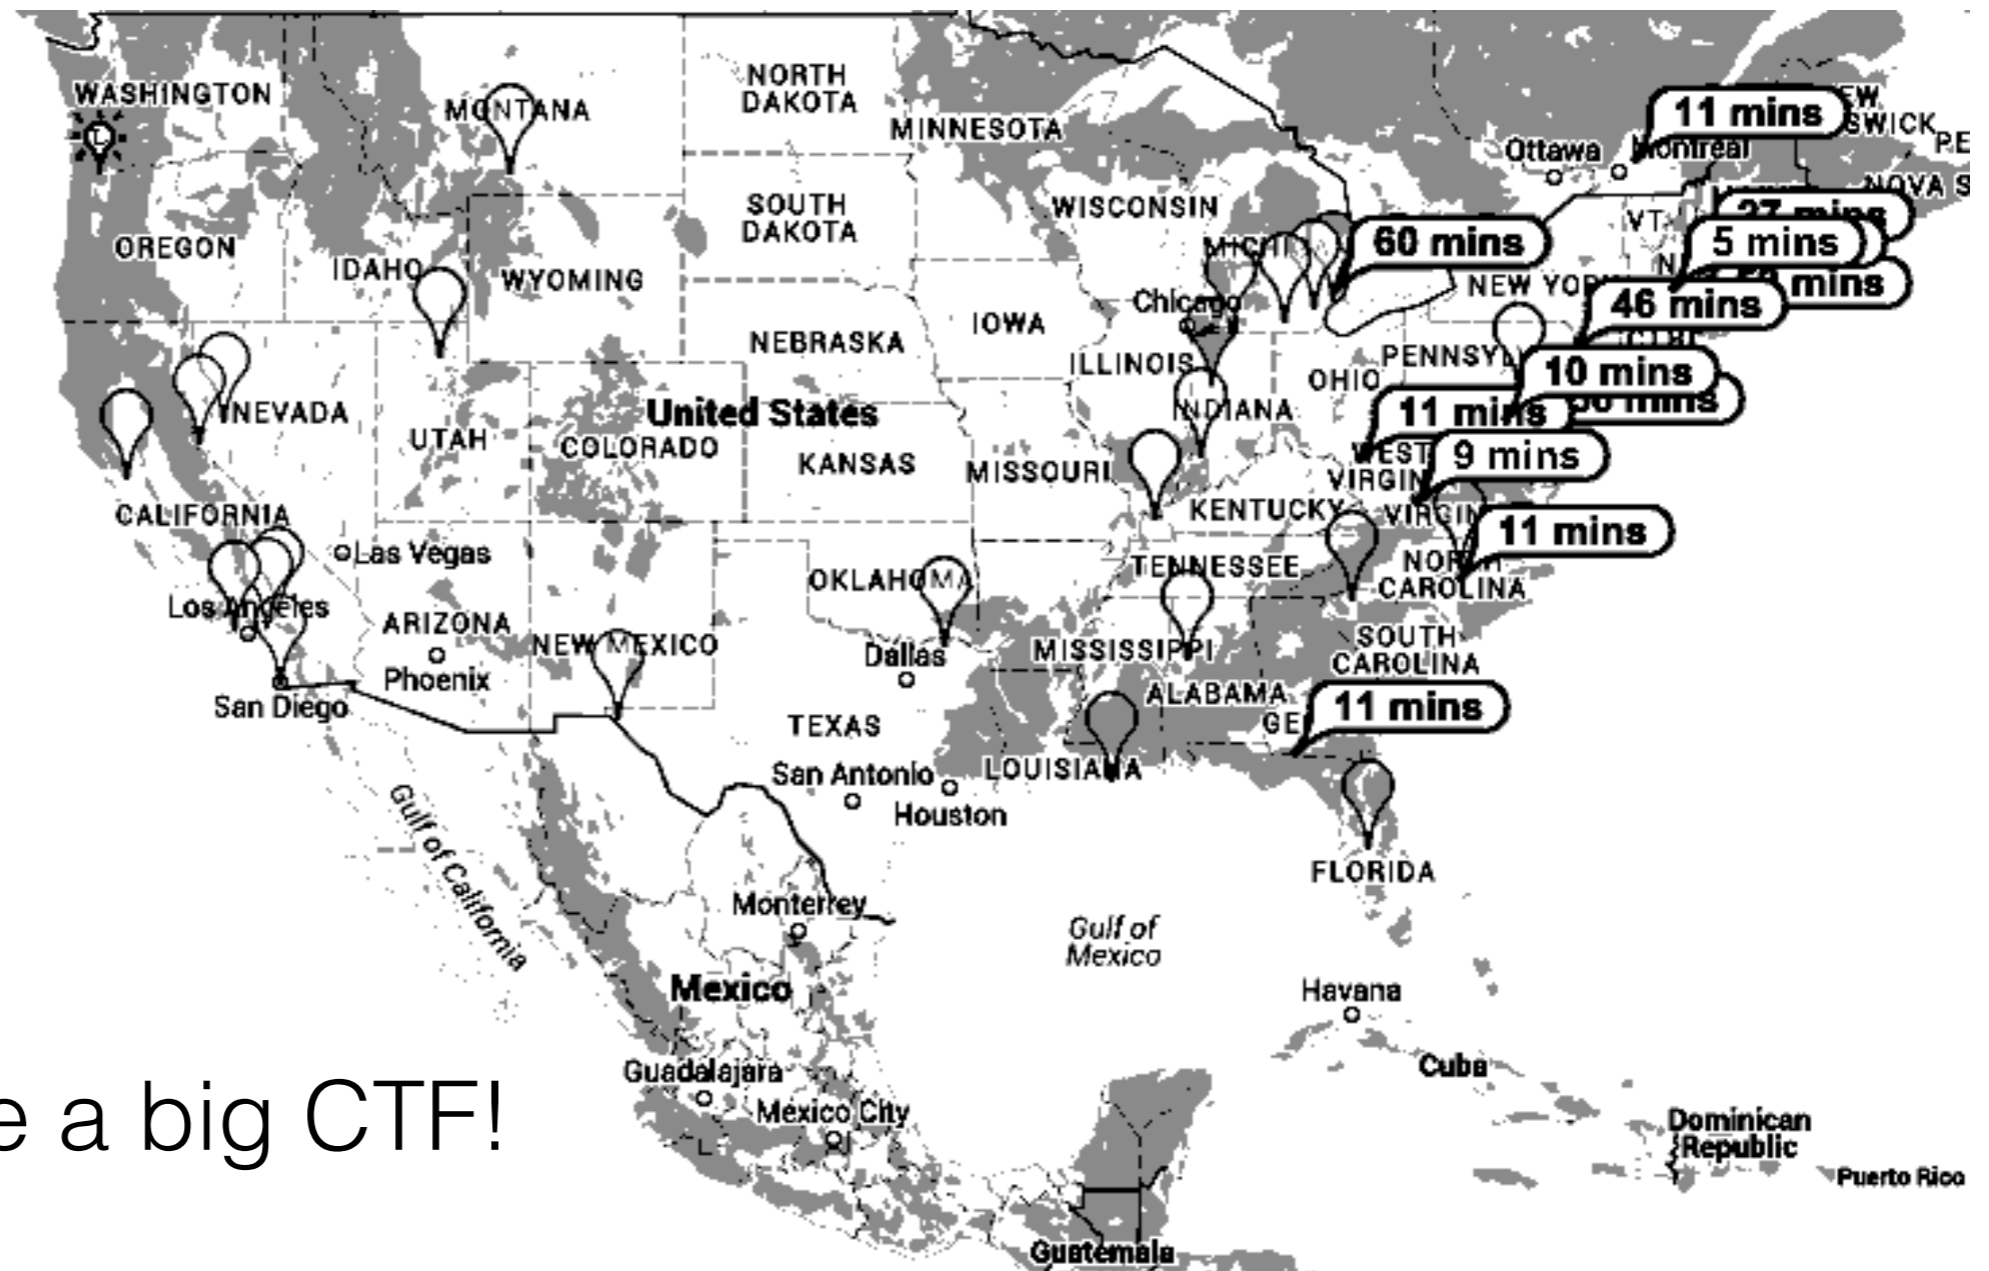 WASHINGTON
MONTANA
NORTH
DAKOTA
MINNESOTA
11 mins
Ottawa
Montreal
SWICK
PE
NOVA S
27 mins
VT
SOUTH
DAKOTA
WISCONSIN
OREGON
IDAHO
WYOMING
60 mins
5 mins
mins
NEW YOR
46 mins
Chicago
IOWA
NEBRASKA
ILLINOIS
OHIO
PENNSYL
10 mins
11 mins
NEVADA
UTAH
United States
COLORADO
KANSAS
MISSOURI
INDIANA
WEST
VIRGIN
9 mins
KENTUCKY
VIRGIN
CALIFORNIA
11 mins
Las Vegas
OKLAHOMA
TENNESSEE
NORTH
CAROLINA
Los Angeles
ARIZONA
Phoenix
NEW MEXICO
Dallas
MISSISSIPPI
SOUTH
CAROLINA
San Diego
ALABAMA
GE
11 mins
TEXAS
San Antonio
Houston
LOUISIANA
FLORIDA
Gulf of California
Monterrey
Gulf of
Mexico
Mexico
Havana
Cuba
Guadalajara
Mexico City
e a big CTF!
Dominican
Republic
Puerto Rico
Guatemala